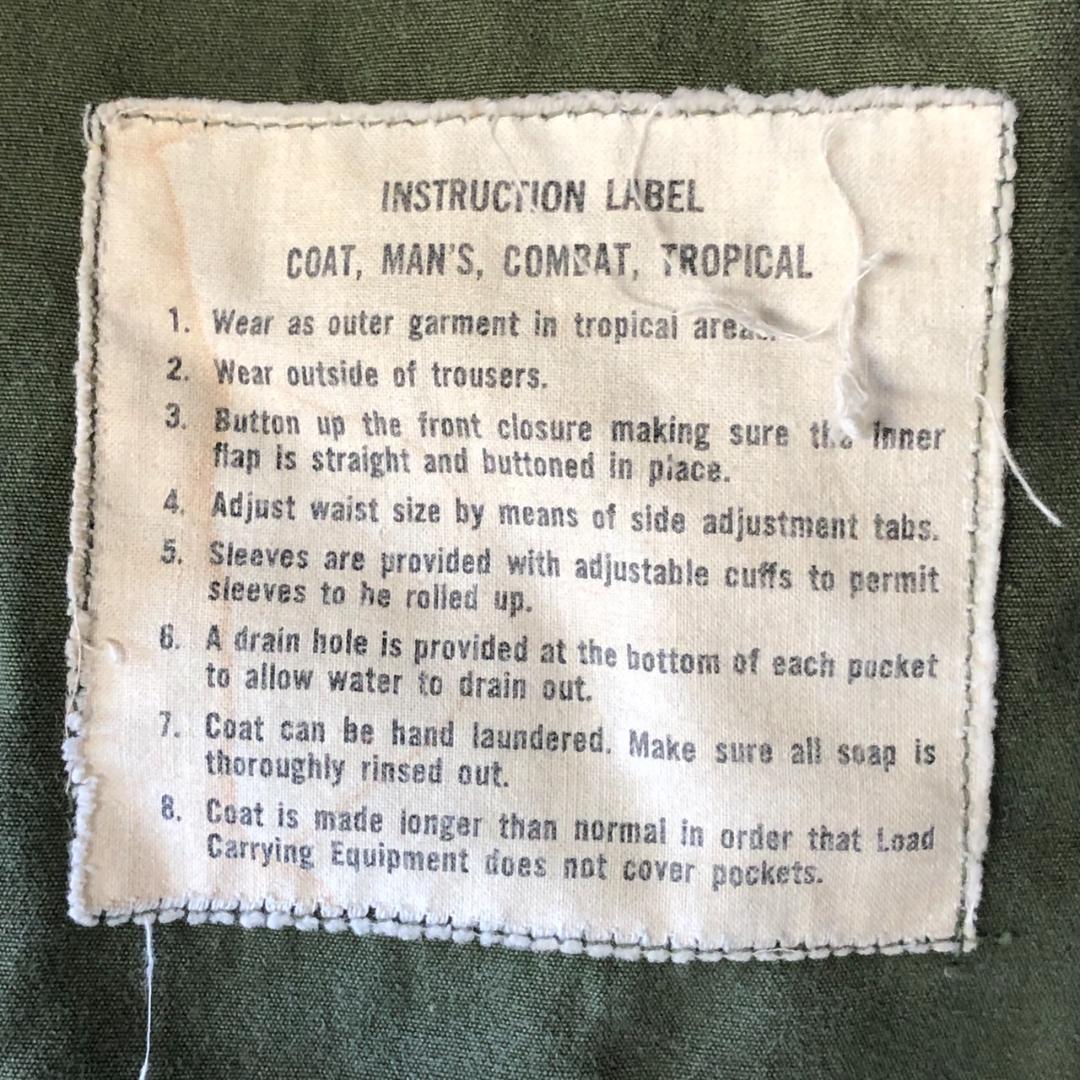 INSTRUCTION LABEL
COAT, MAN'S, COMBAT, TROPICAL
1. Wear as outer garment in tropical areas.
2. Wear outside of trousers.
3. Button up the front closure making sure the inner
flap is straight and buttoned in place.
4. Adjust waist size by means of side adjustment tabs.
5. Sleeves are provided with adjustable cuffs to permit
sleeves to be rolled up.
6. A drain hole is provided at the bottom of each pocket
to allow water to drain out.
7. Coat can be hand laundered. Make sure all soap is
thoroughly rinsed out.
8. Coat is made longer than normal in order that Load
Carrying Equipment does not cover pockets.